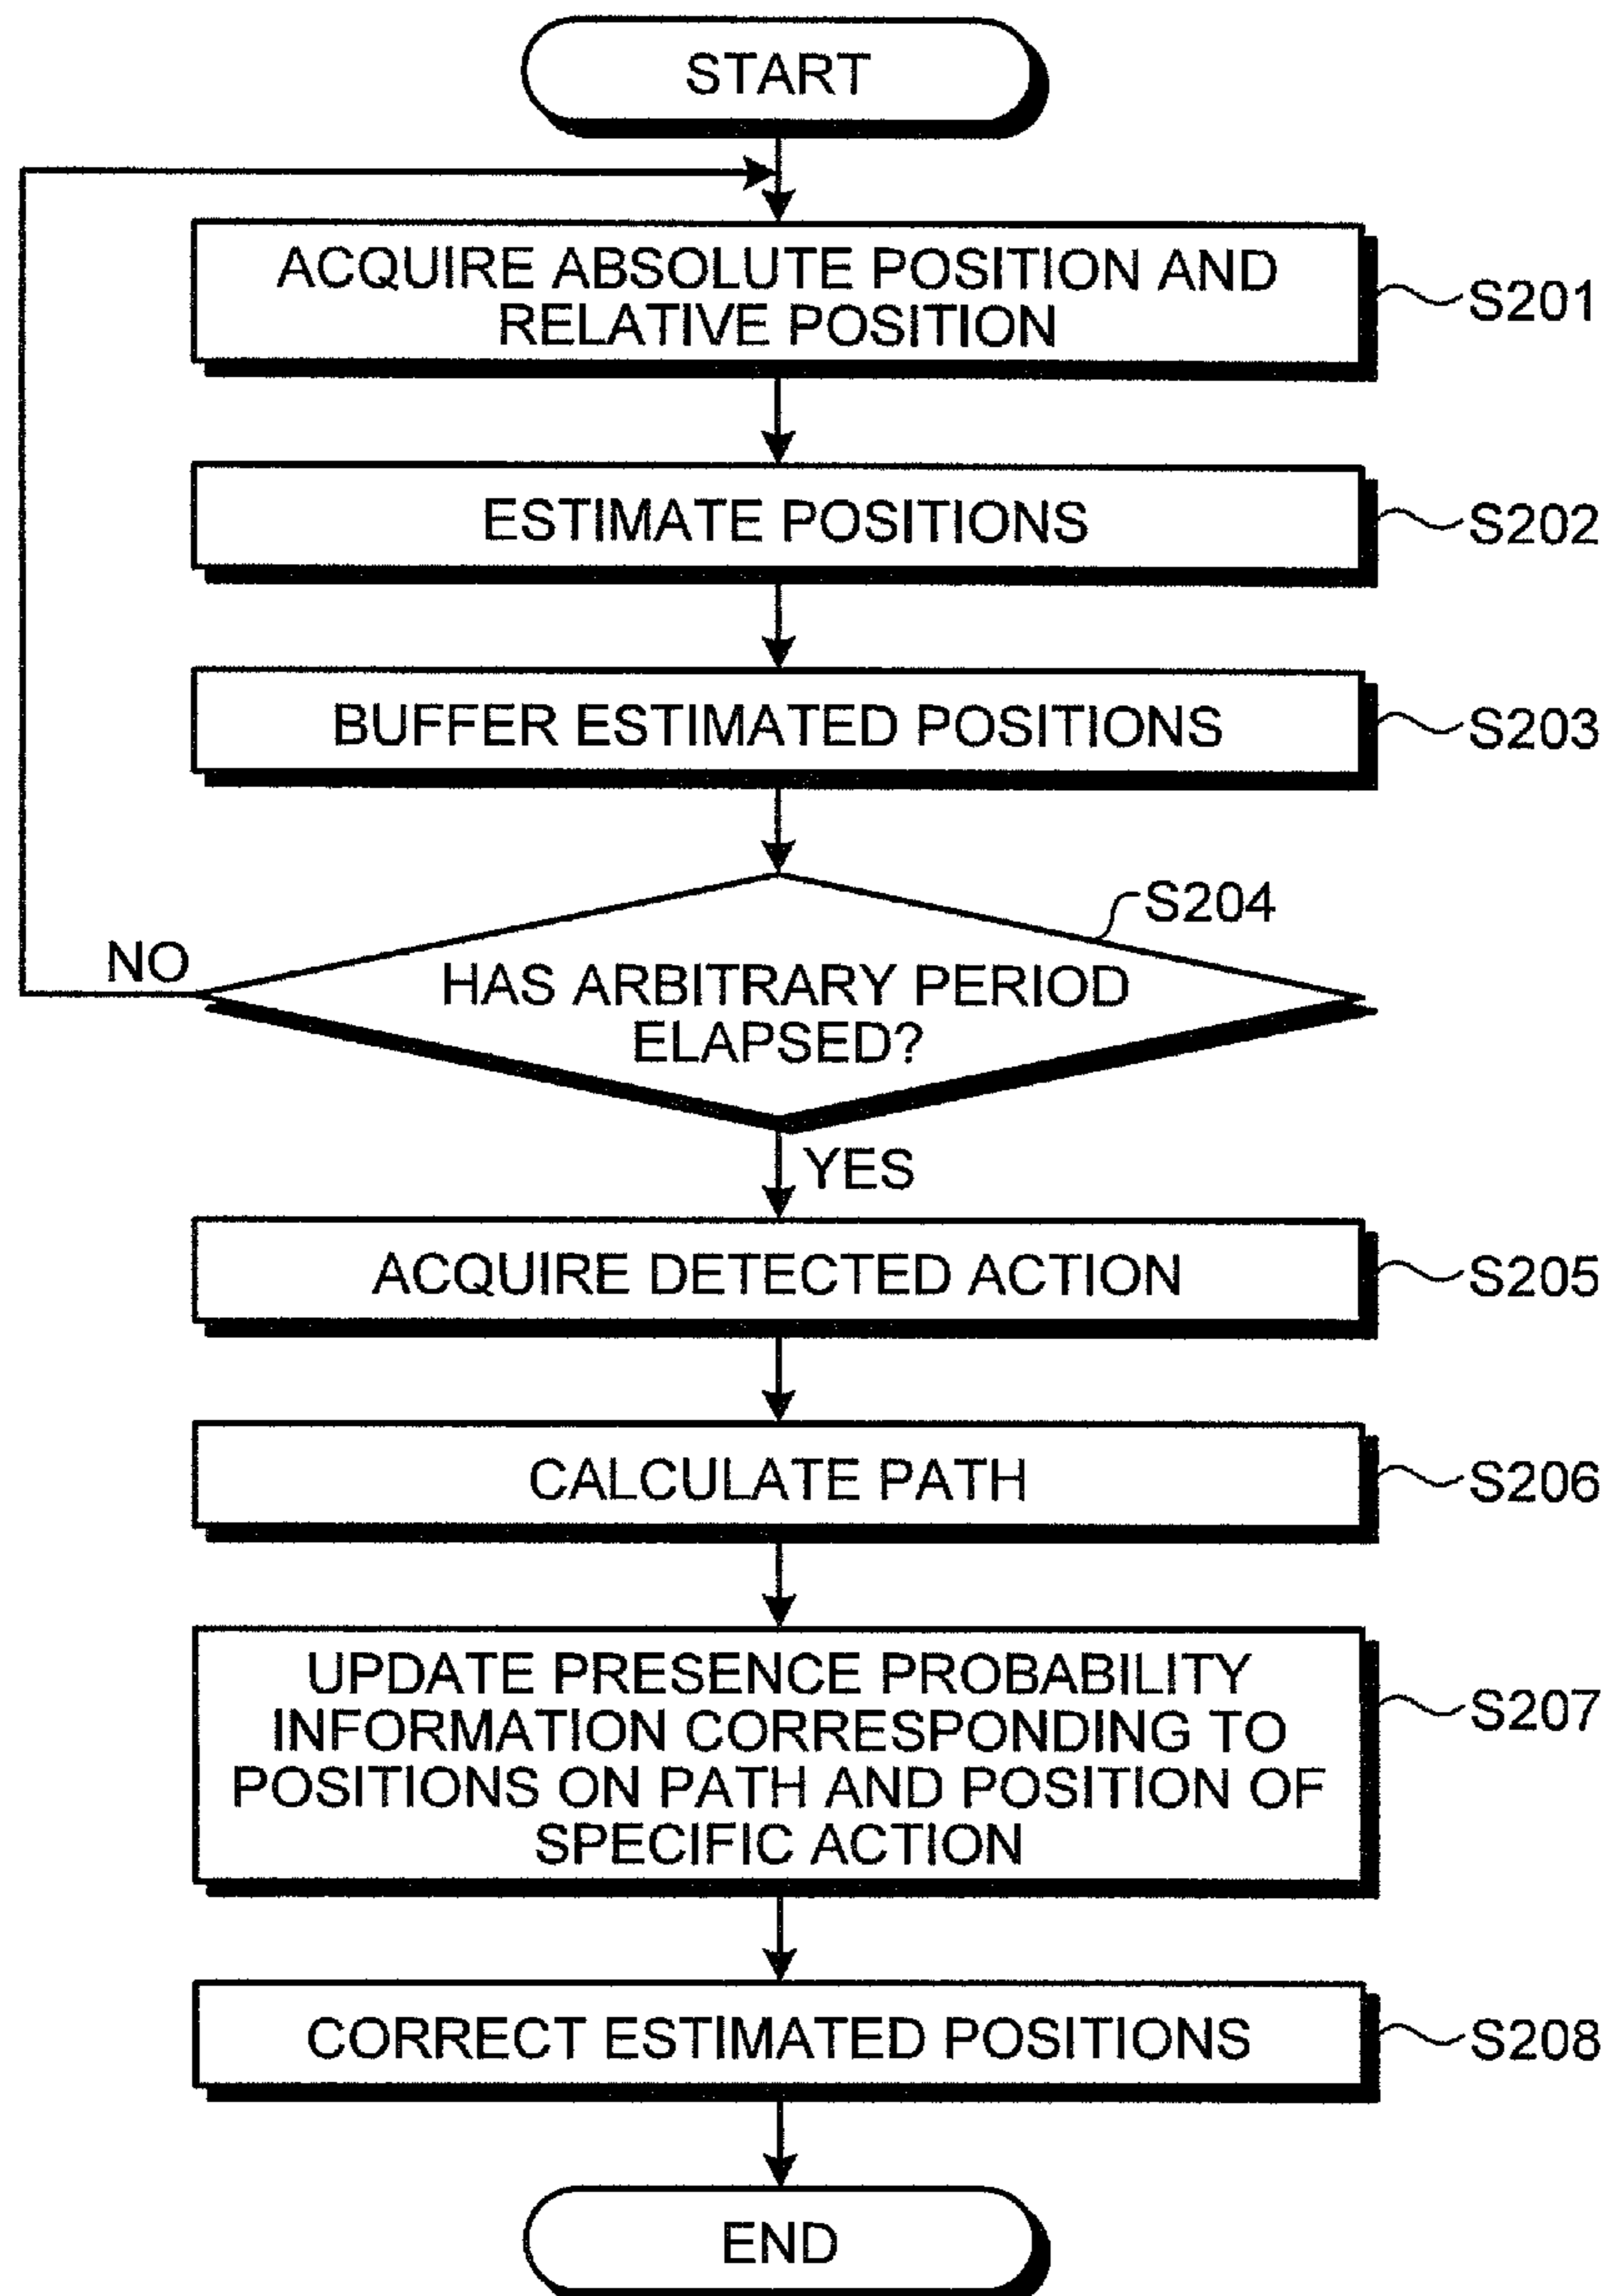 START
ACQUIRE ABSOLUTE POSITION AND
RELATIVE POSITION
S201
ESTIMATE POSITIONS
S202
BUFFER ESTIMATED POSITIONS
S203
S204
NO
HAS ARBITRARY PERIOD
ELAPSED?
YES
ACQUIRE DETECTED ACTION
S205
CALCULATE PATH
S206
UPDATE PRESENCE PROBABILITY
INFORMATION CORRESPONDING TO
POSITIONS ON PATH AND POSITION OF
SPECIFIC ACTION
S207
CORRECT ESTIMATED POSITIONS
S208
END